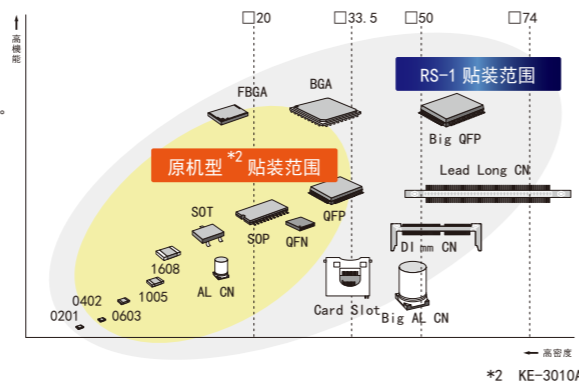 □20
□33.5
□50
□74
高機能
。
RS-1 贴装范围
FBGA
BGA
Big QFP
原机型*2 贴装范围
Lead Long CN
SOT
SOP
QFN
QFP
DImm CN
1608
1005
AL CN
Card Slot
Big AL CN
0402
0201
0603
高密度
*2 KE-3010A